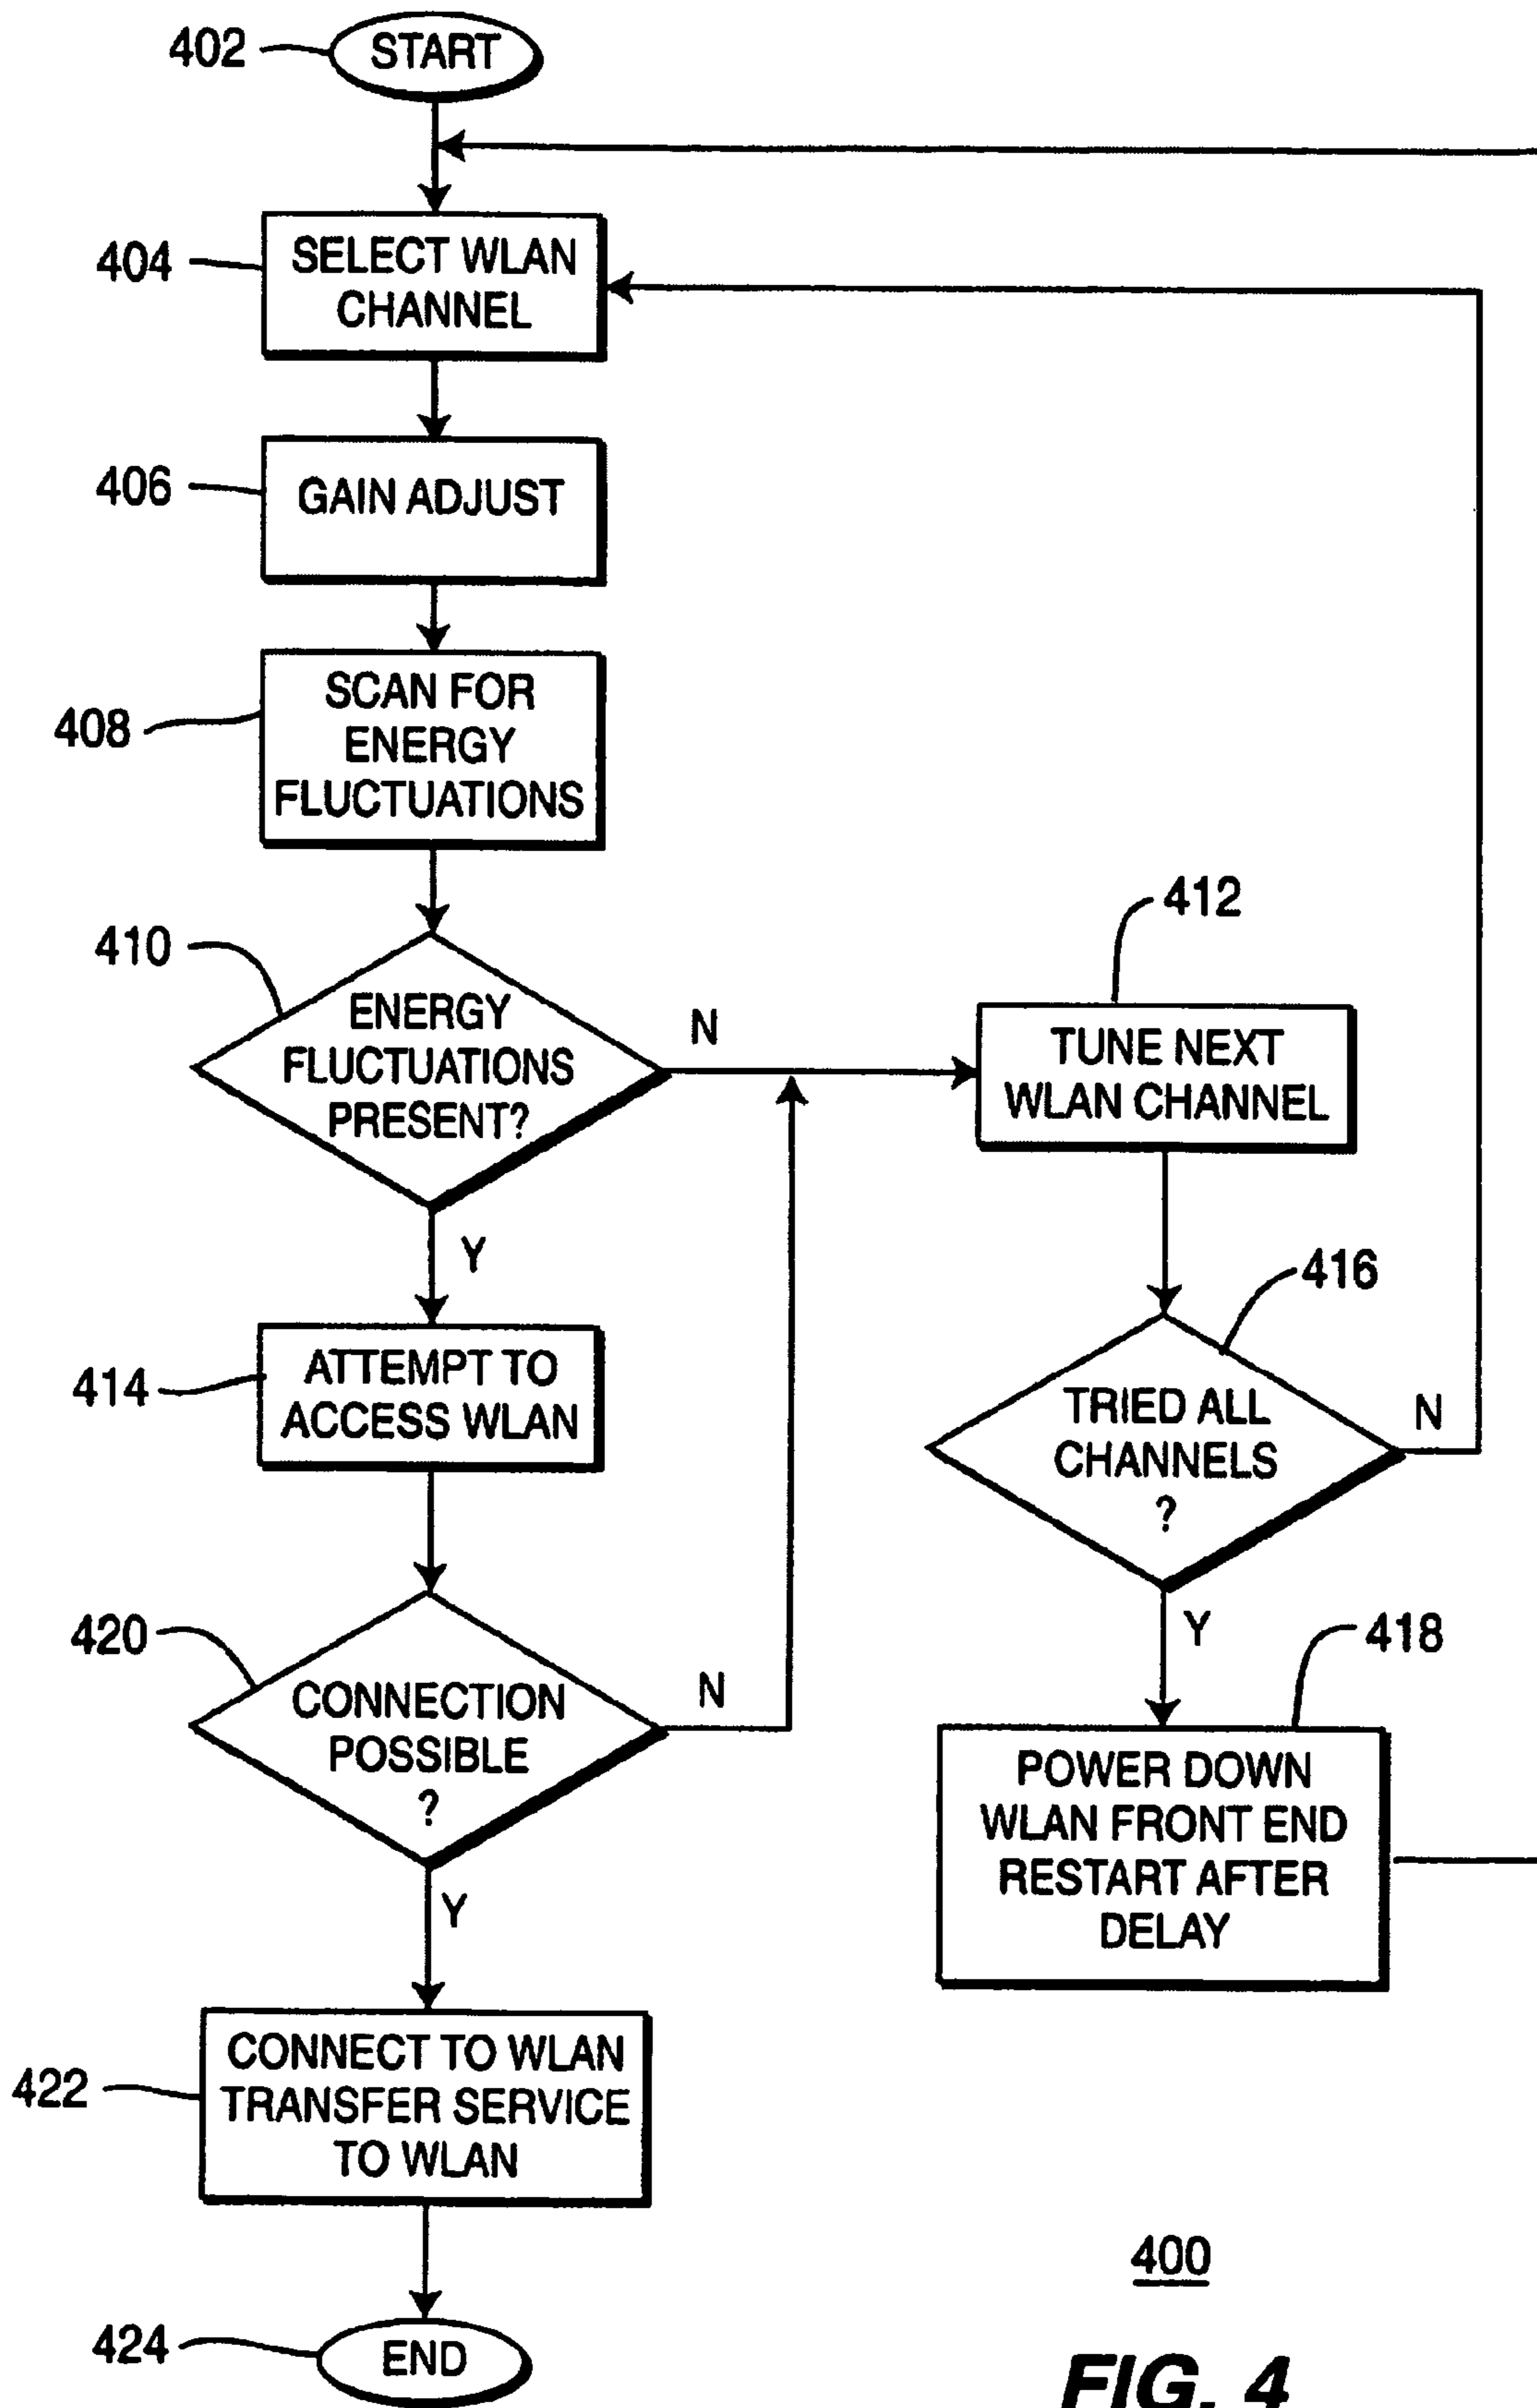 402
START
404
SELECT WLAN
CHANNEL
406
GAIN ADJUST
408
SCAN FOR
ENERGY
FLUCTUATIONS
410
ENERGY
FLUCTUATIONS
PRESENT?
N
Y
412
TUNE NEXT
WLAN CHANNEL
414
ATTEMPT TO
ACCESS WLAN
416
TRIED ALL
CHANNELS
?
N
Y
418
POWER DOWN
WLAN FRONT END
RESTART AFTER
DELAY
420
CONNECTION
POSSIBLE
?
N
Y
422
CONNECT TO WLAN
TRANSFER SERVICE
TO WLAN
424
END
400
FIG. 4